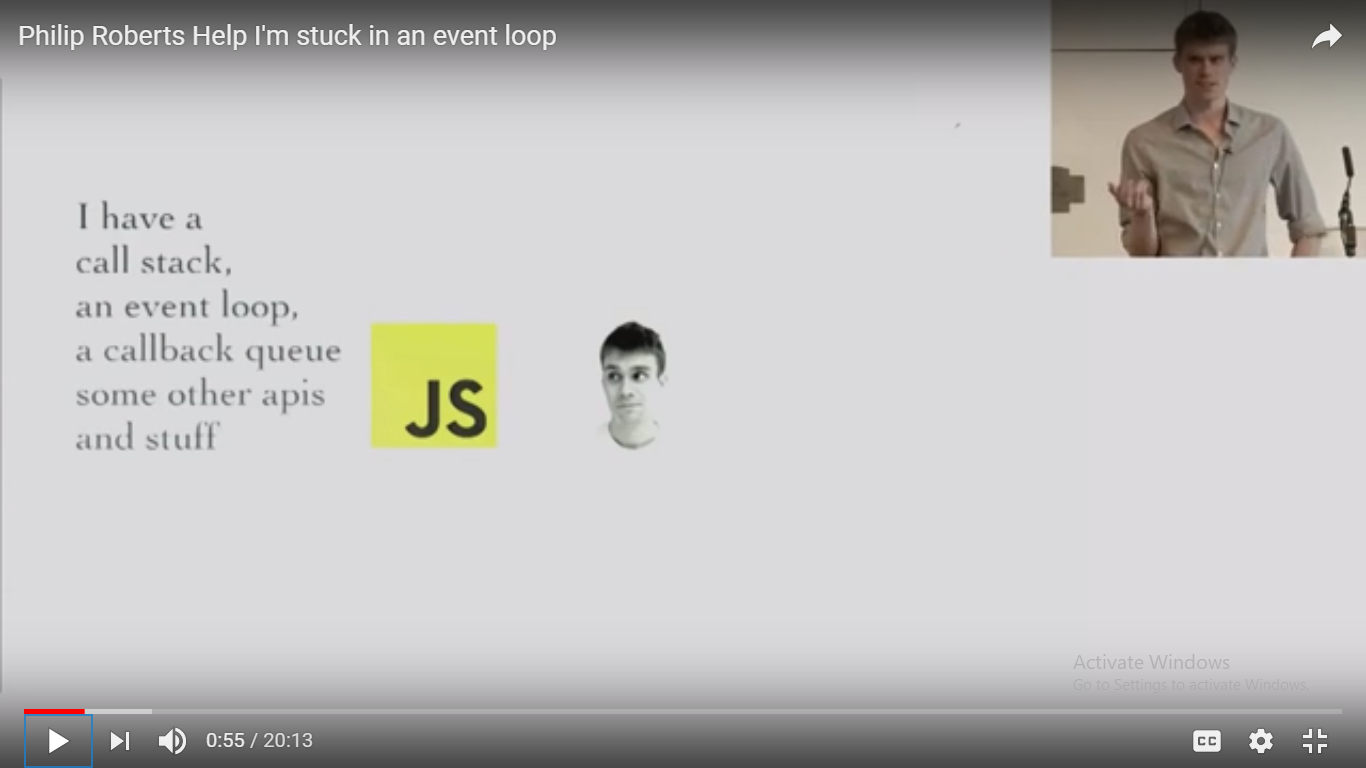 Philip Roberts Help I'm stuck in an event loop
I have a
call stack,
an event loop,
a callback queue
some other apis
and stuff
JS
Activate Windows
Go to Settings to activate Windows.
0:55 / 20:13
CC